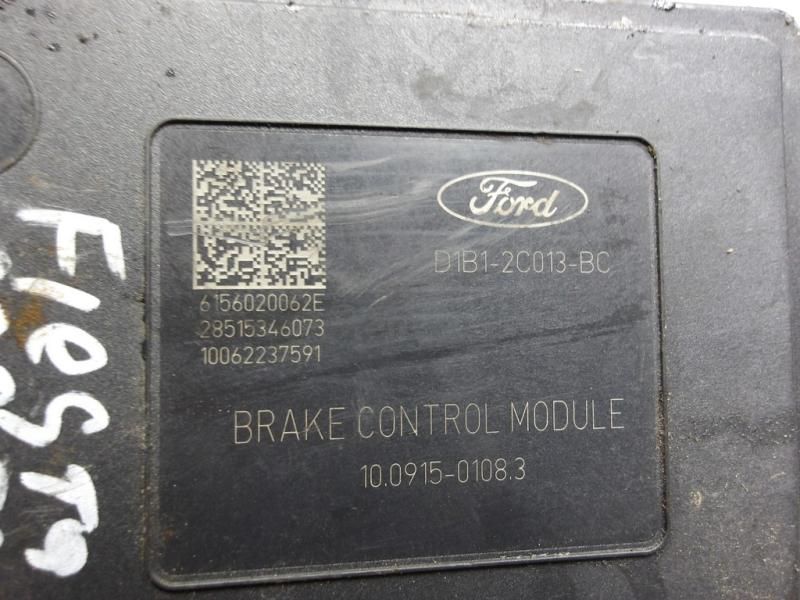 Ford
D1B1-2C013-BC
6156020062E
28515346073
10062237591
BRAKE CONTROL MODULE
10.0915-0108.3
FIESTA